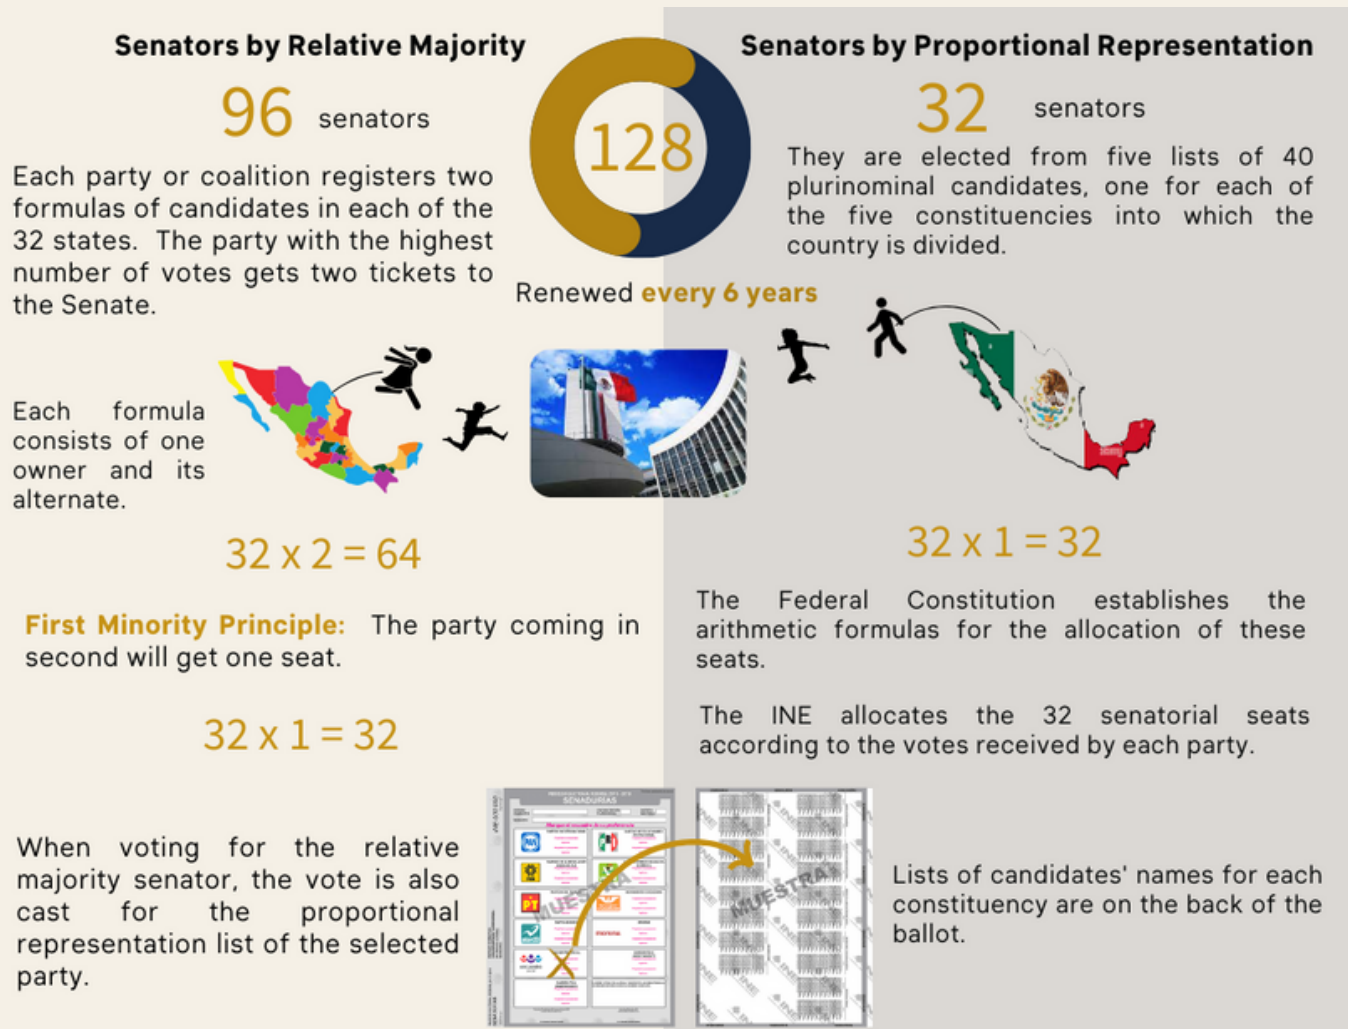 Senators by Relative Majority
96 senators
Each party or coalition registers two
formulas of candidates in each of the
32 states. The party with the highest
number of votes gets two tickets to
the Senate.
Each formula
consists of one
owner and its
alternate.
32 x 2 = 64
First Minority Principle: The party coming in
second will get one seat.
32 x 1 = 32
When voting for the relative
majority senator, the vote is also
cast for the proportional
representation list of the selected
party.
128
Renewed every 6 years
Senators by Proportional Representation
32 senators
They are elected from five lists of 40
plurinominal candidates, one for each of
the five constituencies into which the
country is divided.
32 x 1 = 32
The Federal Constitution establishes the
arithmetic formulas for the allocation of these
seats.
The INE allocates the 32 senatorial seats
according to the votes received by each party.
Lists of candidates' names for each
constituency are on the back of the
ballot.
SENADURÍAS
PRI
PT
morena
MUESTRA
MUESTRA
INE